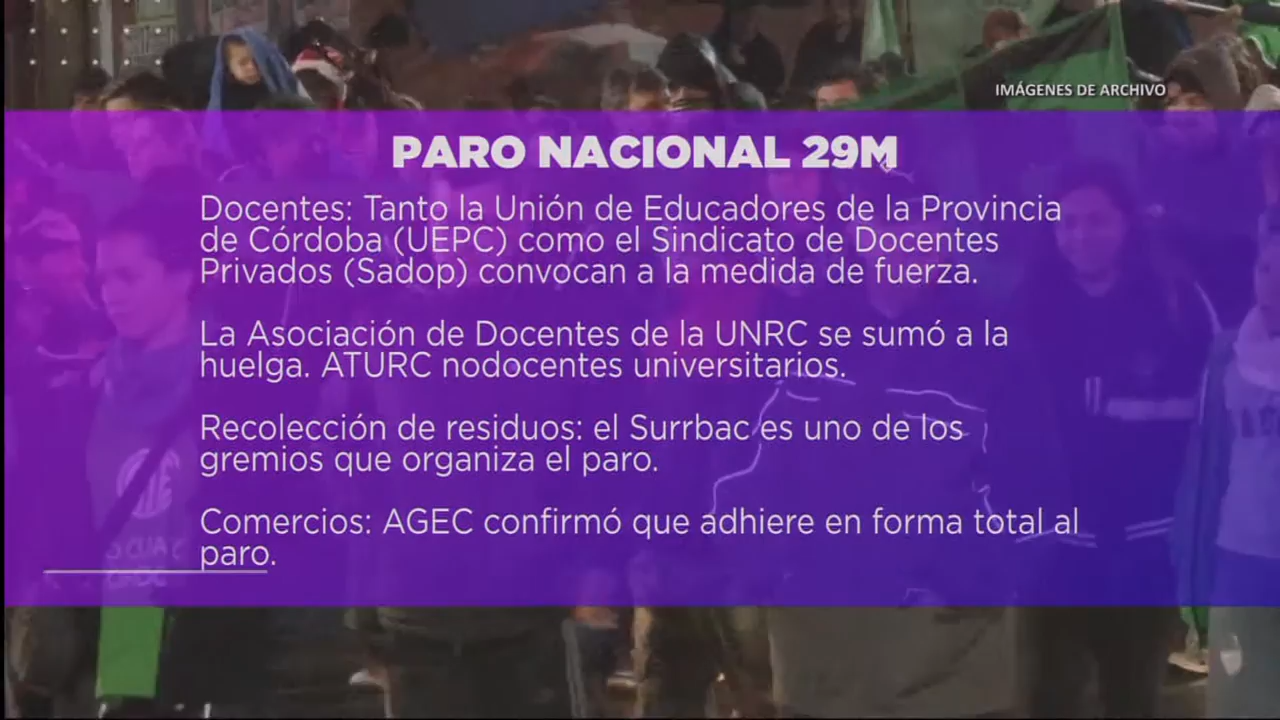 IMÁGENES DE ARCHIVO
PARO NACIONAL 29M
Docentes: Tanto la Unión de Educadores de la Provincia
de Córdoba (UEPC) como el Sindicato de Docentes
Privados (Sadop) convocan a la medida de fuerza.
La Asociación de Docentes de la UNRC se sumó a la
huelga. ATURC nodocentes universitarios.
Recolección de residuos: el Surrbac es uno de los
gremios que organiza el paro.
Comercios: AGEC confirmó que adhiere en forma total al
paro.